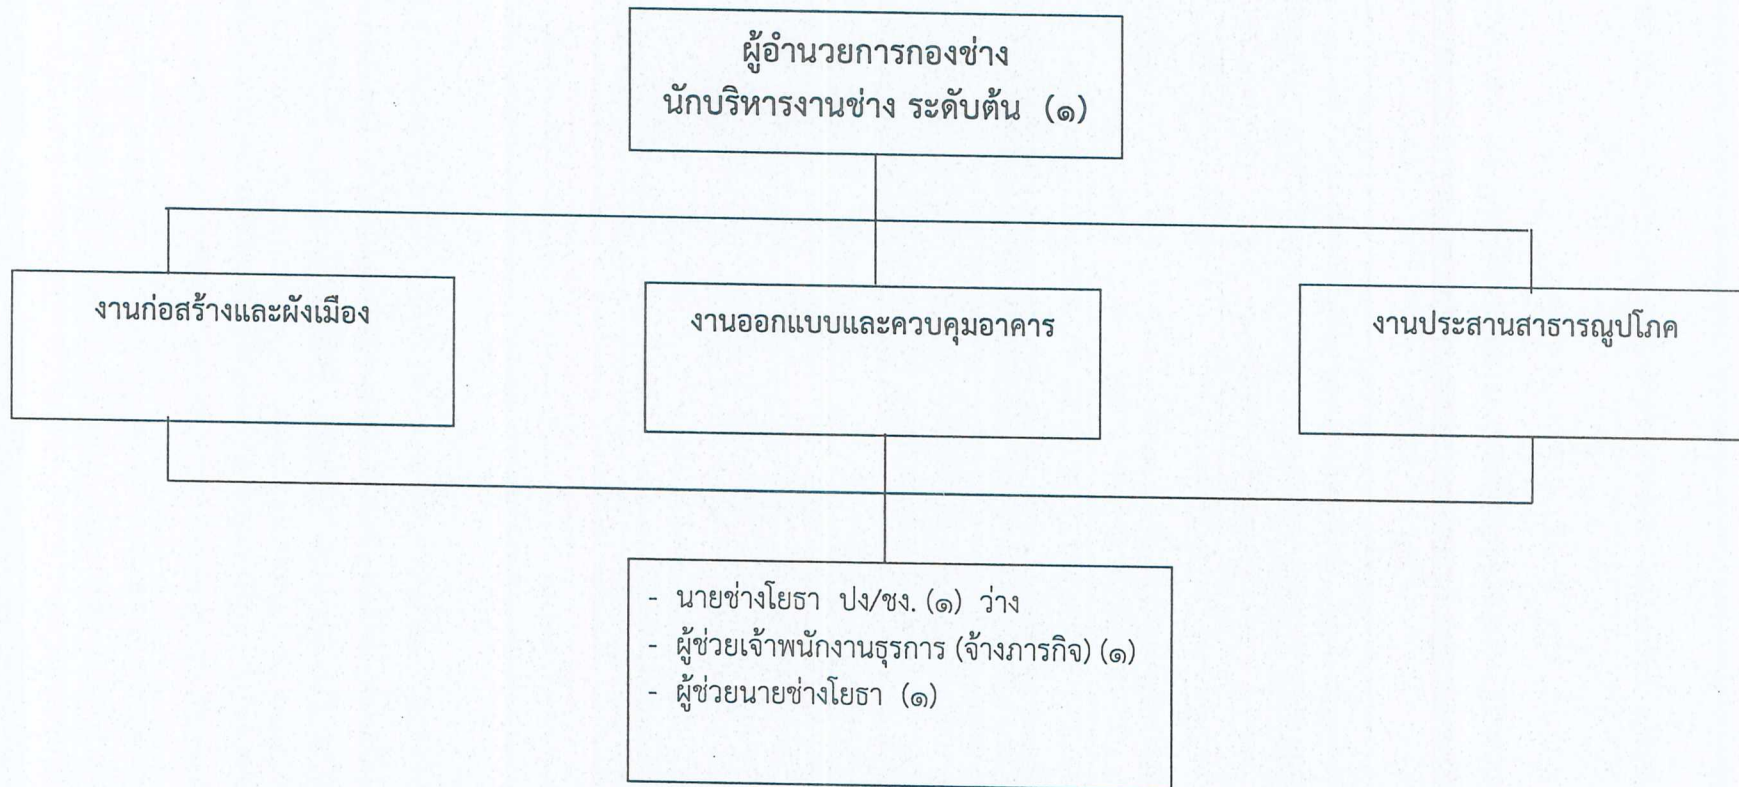 ผู้อำนวยการกองช่าง
นักบริหารงานช่าง ระดับต้น (๑)
งานก่อสร้างและผังเมือง
งานออกแบบและควบคุมอาคาร
งานประสานสาธารณูปโภค
- นายช่างโยธา ปง/ชง. (๑) ว่าง
- ผู้ช่วยเจ้าพนักงานธุรการ (จ้างภารกิจ) (๑)
- ผู้ช่วยนายช่างโยธา (๑)